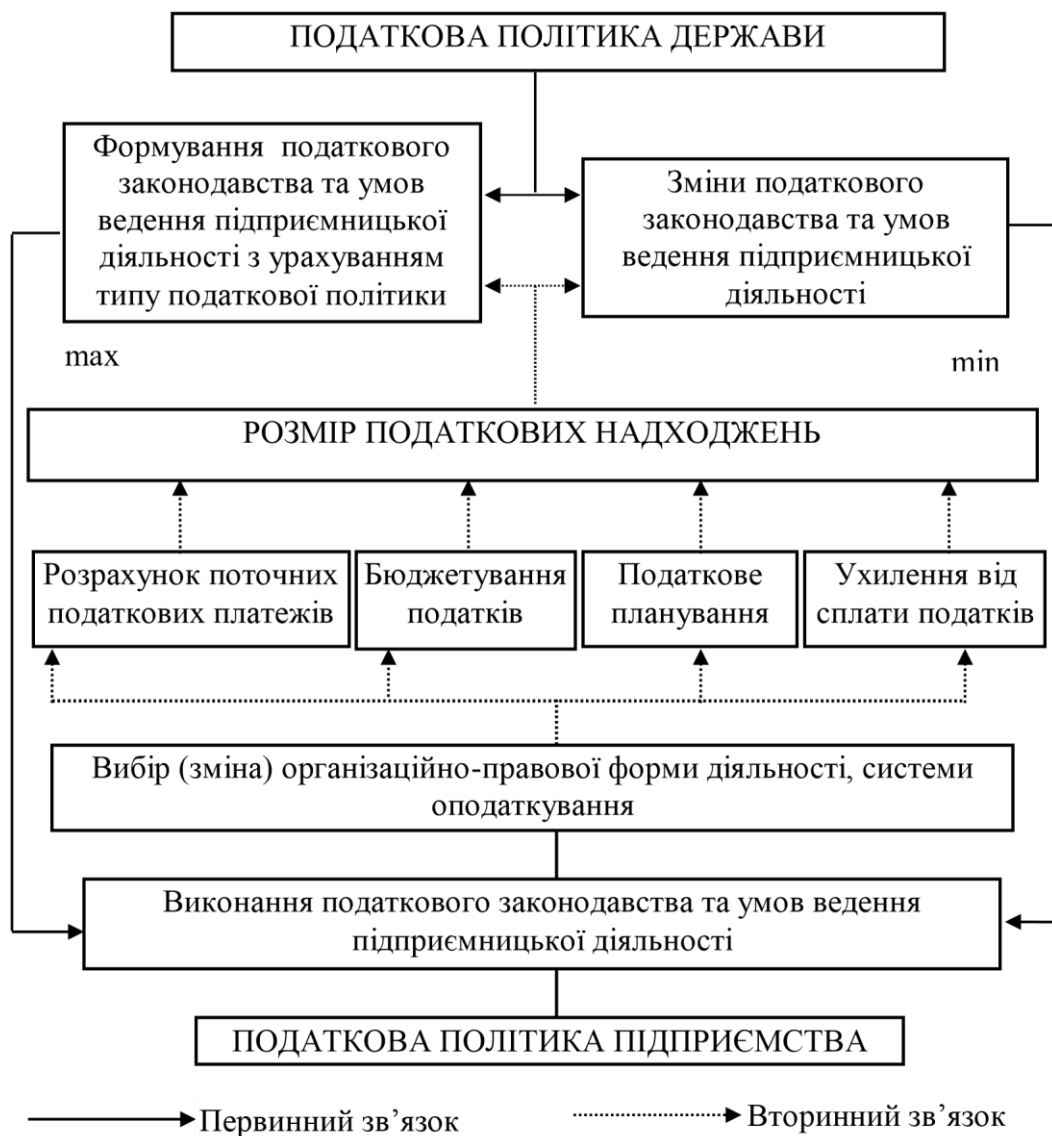 ПОДАТКОВА ПОЛІТИКА ДЕРЖАВИ
Формування податкового
законодавства та умов
ведення підприємницької
діяльності з урахуванням
типу податкової політики
Зміни податкового
законодавства та умов
ведення підприємницької
діяльності
max
min
РОЗМІР ПОДАТКОВИХ НАДХОДЖЕНЬ
Розрахунок поточних
податкових платежів
Бюджетування
податків
Податкове
планування
Ухилення від
сплати податків
Вибір (зміна) організаційно-правової форми діяльності, системи
оподаткування
Виконання податкового законодавства та умов ведення
підприємницької діяльності
ПОДАТКОВА ПОЛІТИКА ПІДПРИЄМСТВА
Первинний зв’язок
Вторинний зв’язок